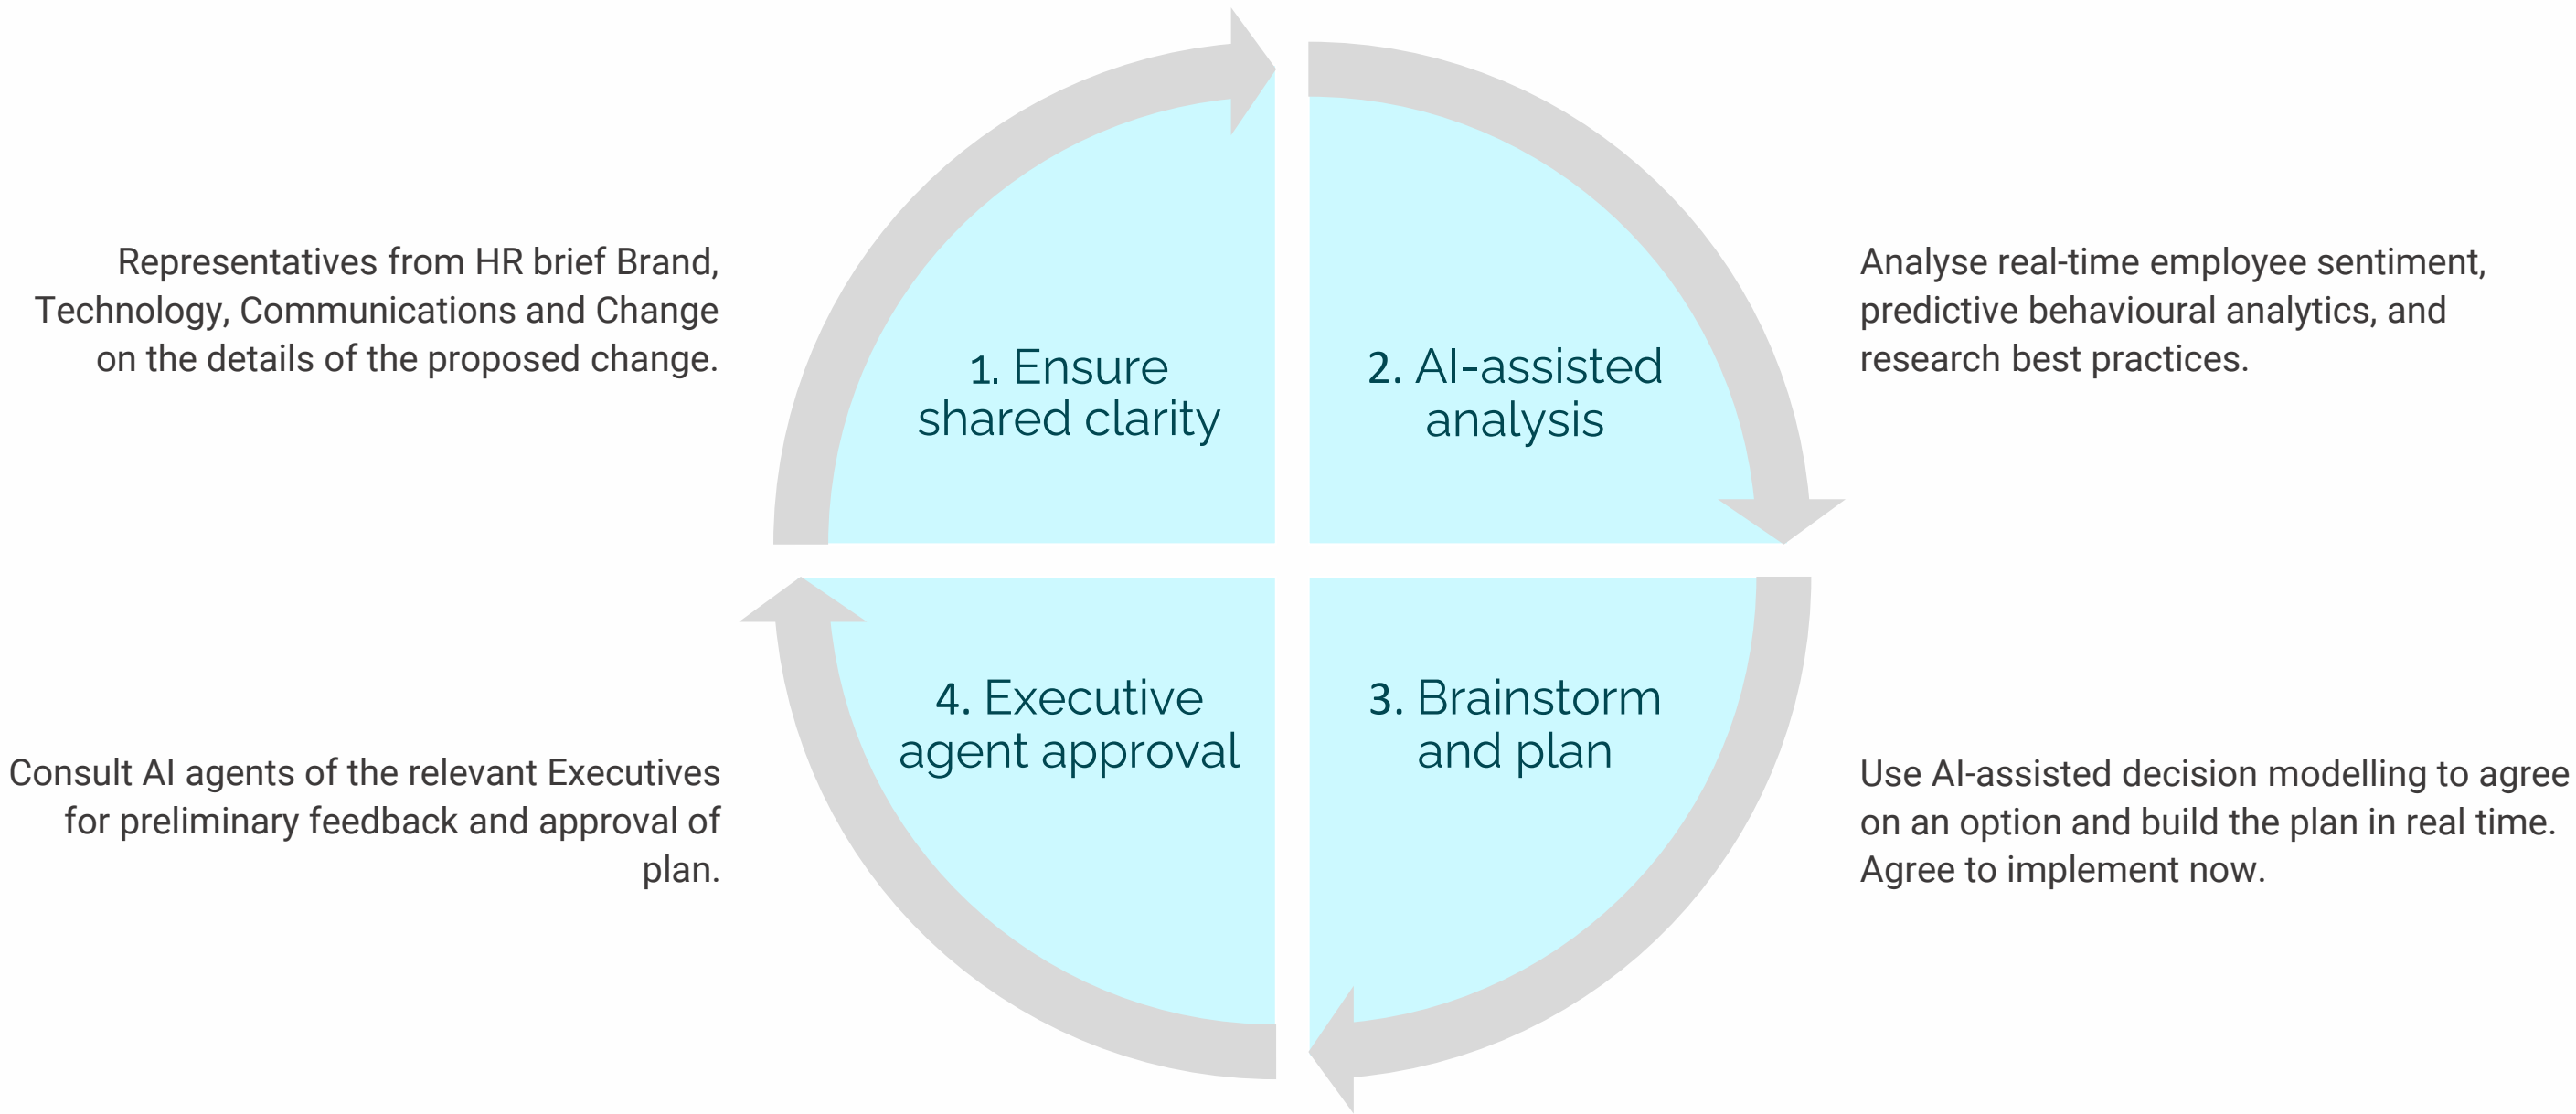 Representatives from HR brief Brand,
Technology, Communications and Change
on the details of the proposed change.
1. Ensure
shared clarity
2. AI-assisted
analysis
Analyse real-time employee sentiment,
predictive behavioural analytics, and
research best practices.
Consult AI agents of the relevant Executives
for preliminary feedback and approval of
plan.
4. Executive
agent approval
3. Brainstorm
and plan
Use AI-assisted decision modelling to agree
on an option and build the plan in real time.
Agree to implement now.